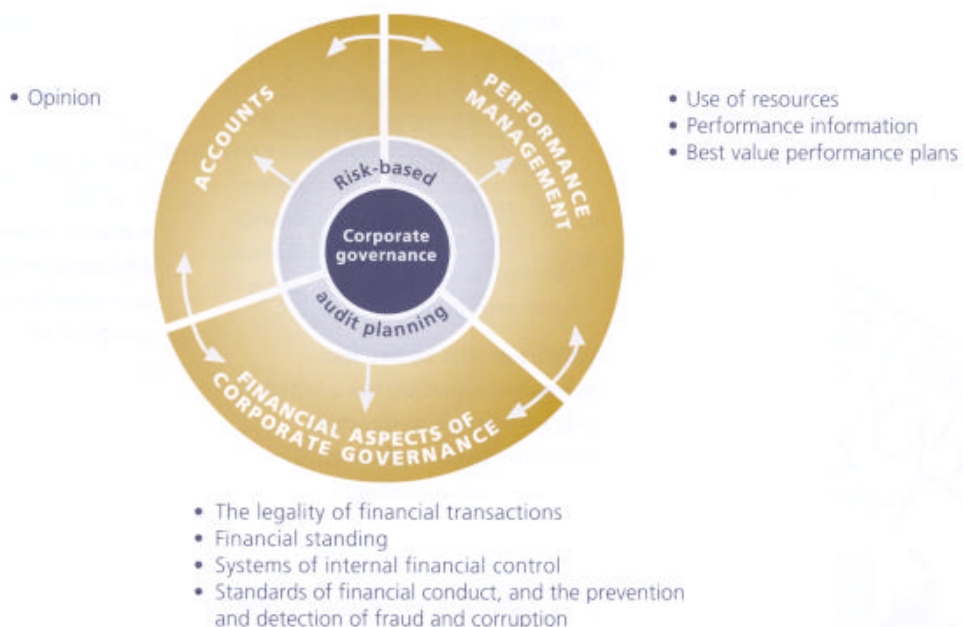 • Opinion
ACCOUNTS
PERFORMANCE
MANAGEMENT
• Use of resources
• Performance information
• Best value performance plans
Risk-based
Corporate
governance
audit planning
FINANCIAL ASPECTS OF
CORPORATE GOVERNANCE
• The legality of financial transactions
• Financial standing
• Systems of internal financial control
• Standards of financial conduct, and the prevention
and detection of fraud and corruption